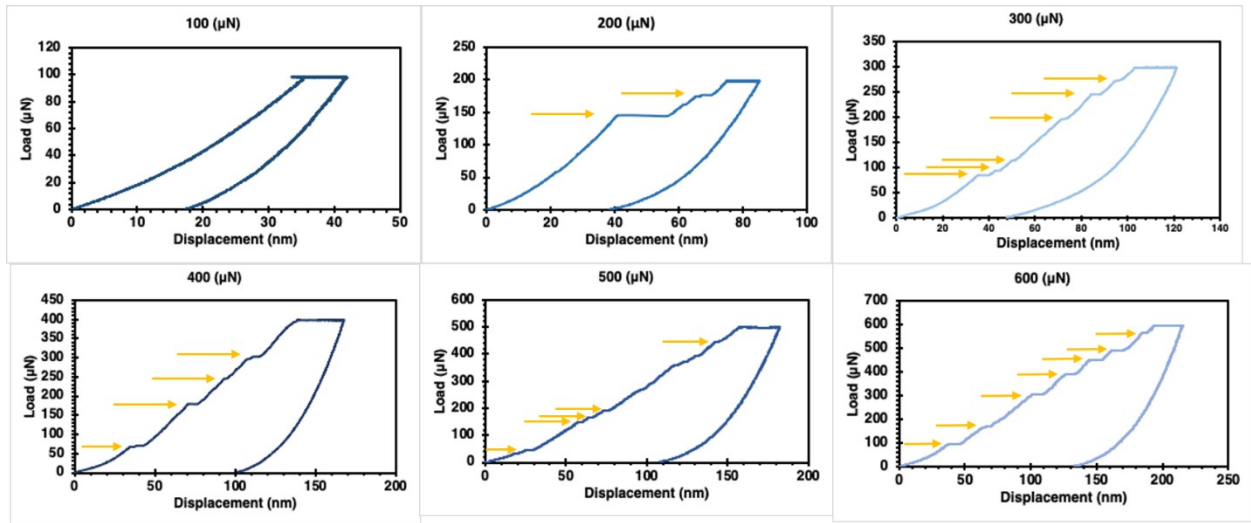 100 (µN)
120
100
80
60
40
20
0
Load (µN)
0 10 20 30 40 50
Displacement (nm)
200 (µN)
250
200
150
100
50
0
Load (µN)
0 20 40 60 80 100
Displacement (nm)
300 (µN)
350
300
250
200
150
100
50
0
Load (µN)
0 20 40 60 80 100 120 140
Displacement (nm)
400 (µN)
450
400
350
300
250
200
150
100
50
0
Load (µN)
0 50 100 150 200
Displacement (nm)
500 (µN)
600
500
400
300
200
100
0
Load (µN)
0 50 100 150 200
Displacement (nm)
600 (µN)
700
600
500
400
300
200
100
0
Load (µN)
0 50 100 150 200 250
Displacement (nm)